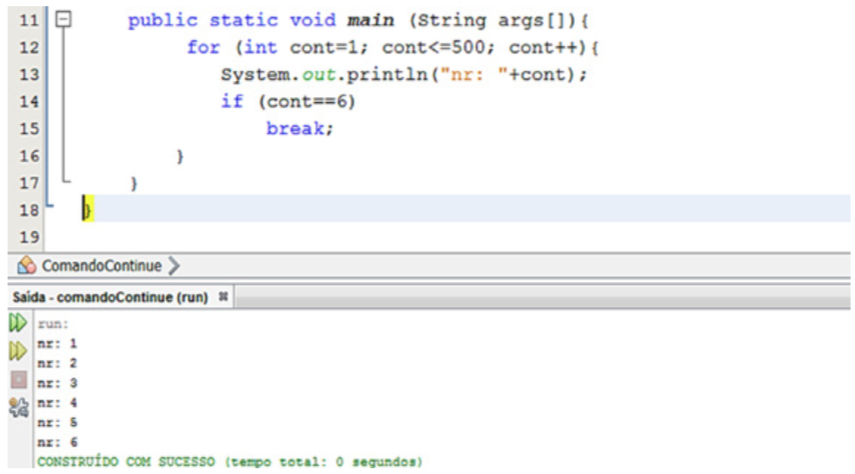 11 public static void main (String args[]){
12 for (int cont=1; cont<=500; cont++){
13 System.out.println("nr: "+cont);
14 if (cont==6)
15 break;
16 }
17 }
18 }
19
ComandoContinue
Saída - comandoContinue (run)
run:
nr: 1
nr: 2
nr: 3
nr: 4
nr: 5
nr: 6
CONSTRUÍDO COM SUCESSO (tempo total: 0 segundos)